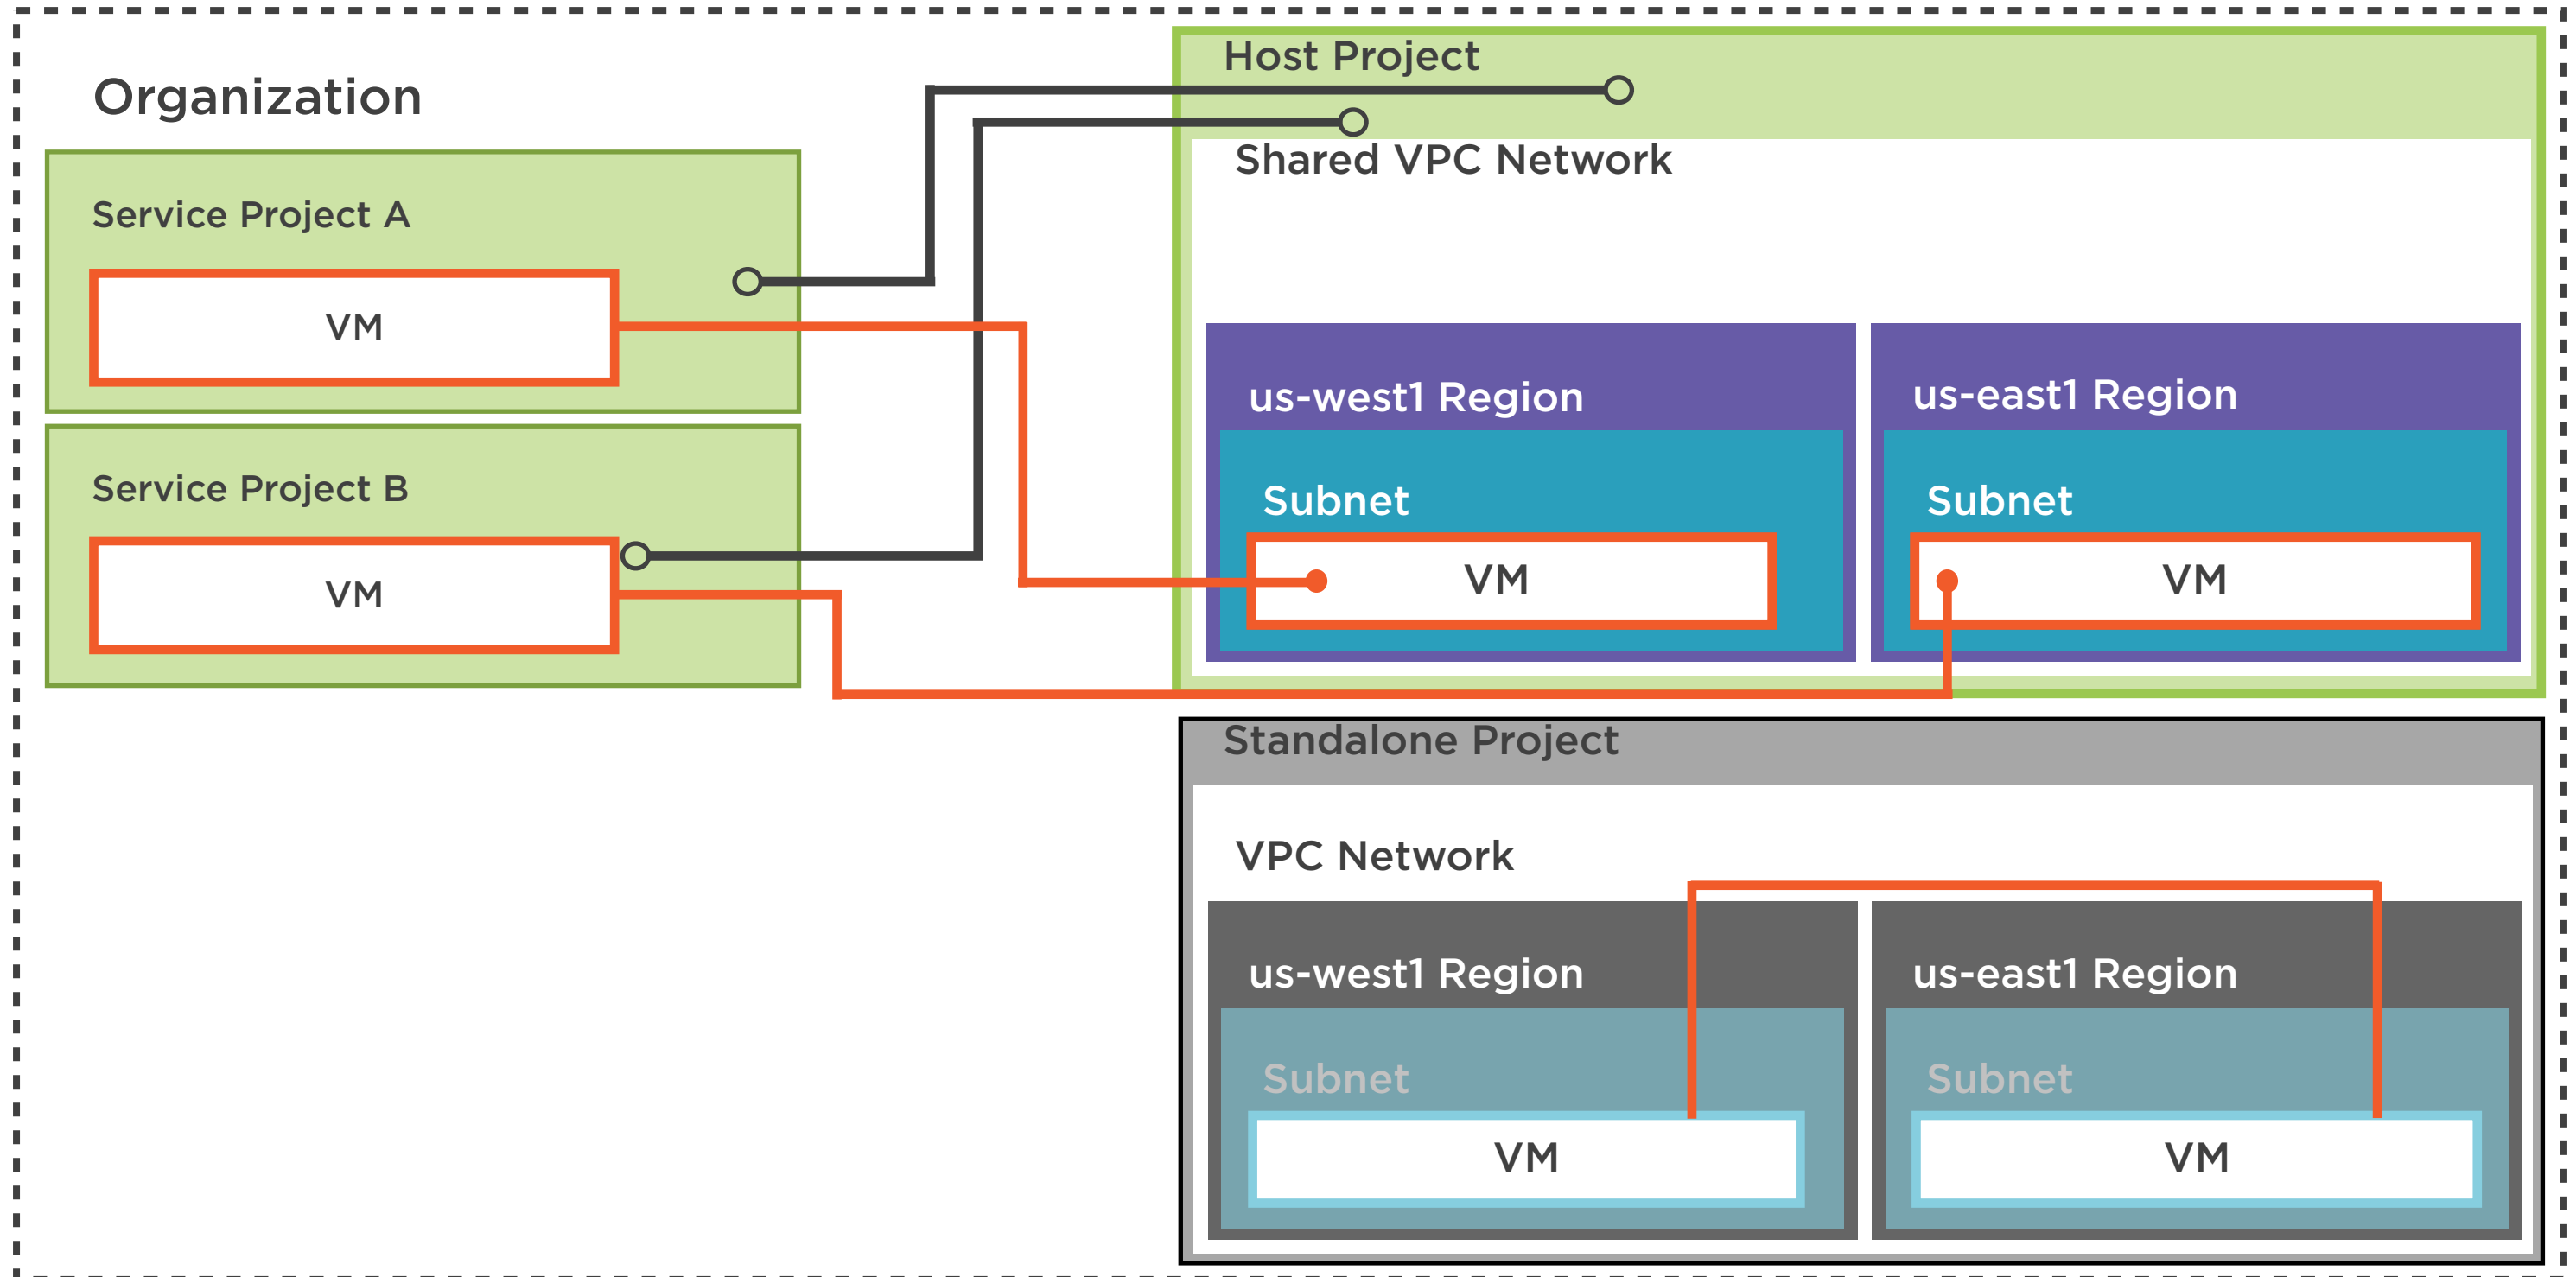 Organization
Service Project A
VM
Service Project B
VM
Host Project
Shared VPC Network
us-west1 Region
Subnet
VM
us-east1 Region
Subnet
VM
Standalone Project
VPC Network
us-west1 Region
Subnet
VM
us-east1 Region
Subnet
VM